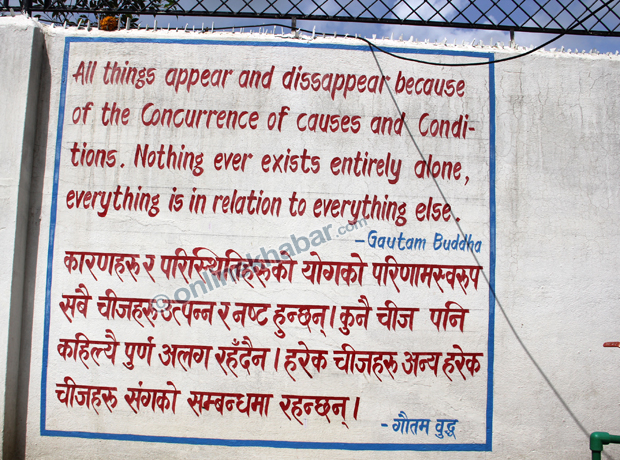 All things appear and dissappear because
of the Concurrence of causes and Condi-
tions. Nothing ever exists entirely alone,
everything is in relation to everything else.
-Gautam Buddha
onlinekhabar.com
कारणहरु र परिस्थितिहरुको योगको परिणामस्वरुप
सबै चीजहरू उत्पन्न र नष्ट हुन्छन्। कुनै चीज पनि
कहिल्यै पुर्ण अलग रहँदैन । हरेक चीजहरू अन्य हरेक
चीजहरू संगको सम्बन्धमा रहन्छन् ।
- गौतम वुद्ध